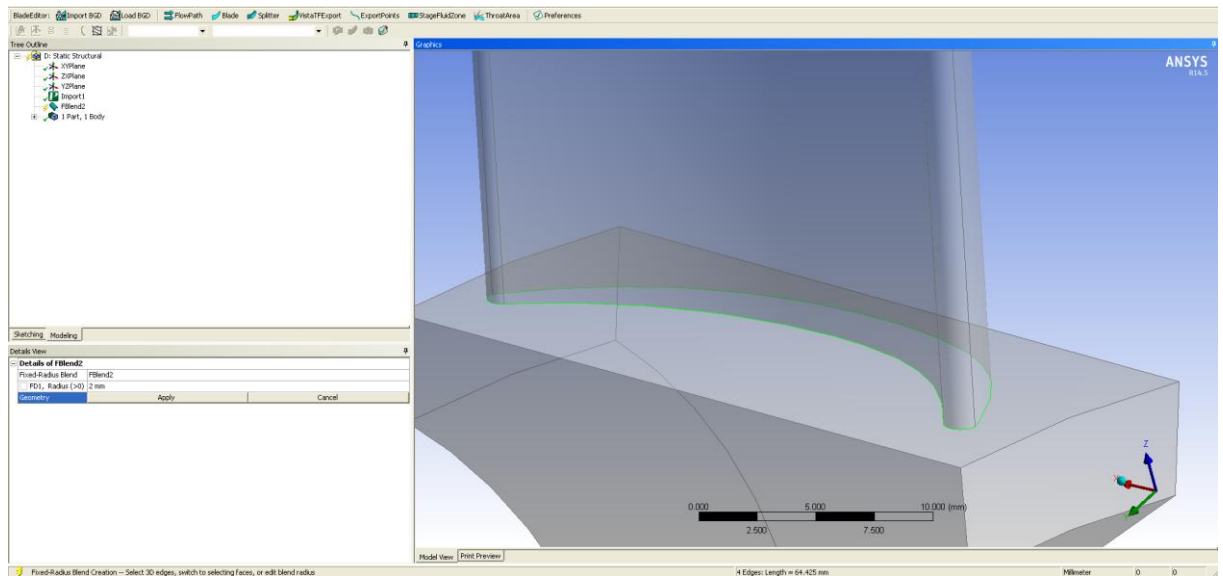 BladeEditor: Import BGD Load BGD FlowPath Blade Splitter VistaTFExport ExportPoints StageFluidZone ThroatArea Preferences
Tree Outline
D: Static Structural
XYPlane
ZXPlane
YZPlane
Import1
FBlend2
1 Part, 1 Body
Sketching Modeling
Details View
Details of FBlend2
Fixed-Radius Blend FBlend2
FD1, Radius (>0) 2 mm
Geometry Apply Cancel
Graphics
ANSYS
R14.5
Z
X
Y
0.000 5.000 10.000 (mm)
2.500 7.500
Model View Print Preview
Fixed-Radius Blend Creation -- Select 3D edges, switch to selecting faces, or edit blend radius 4 Edges: Length = 64.425 mm Millimeter 0 0